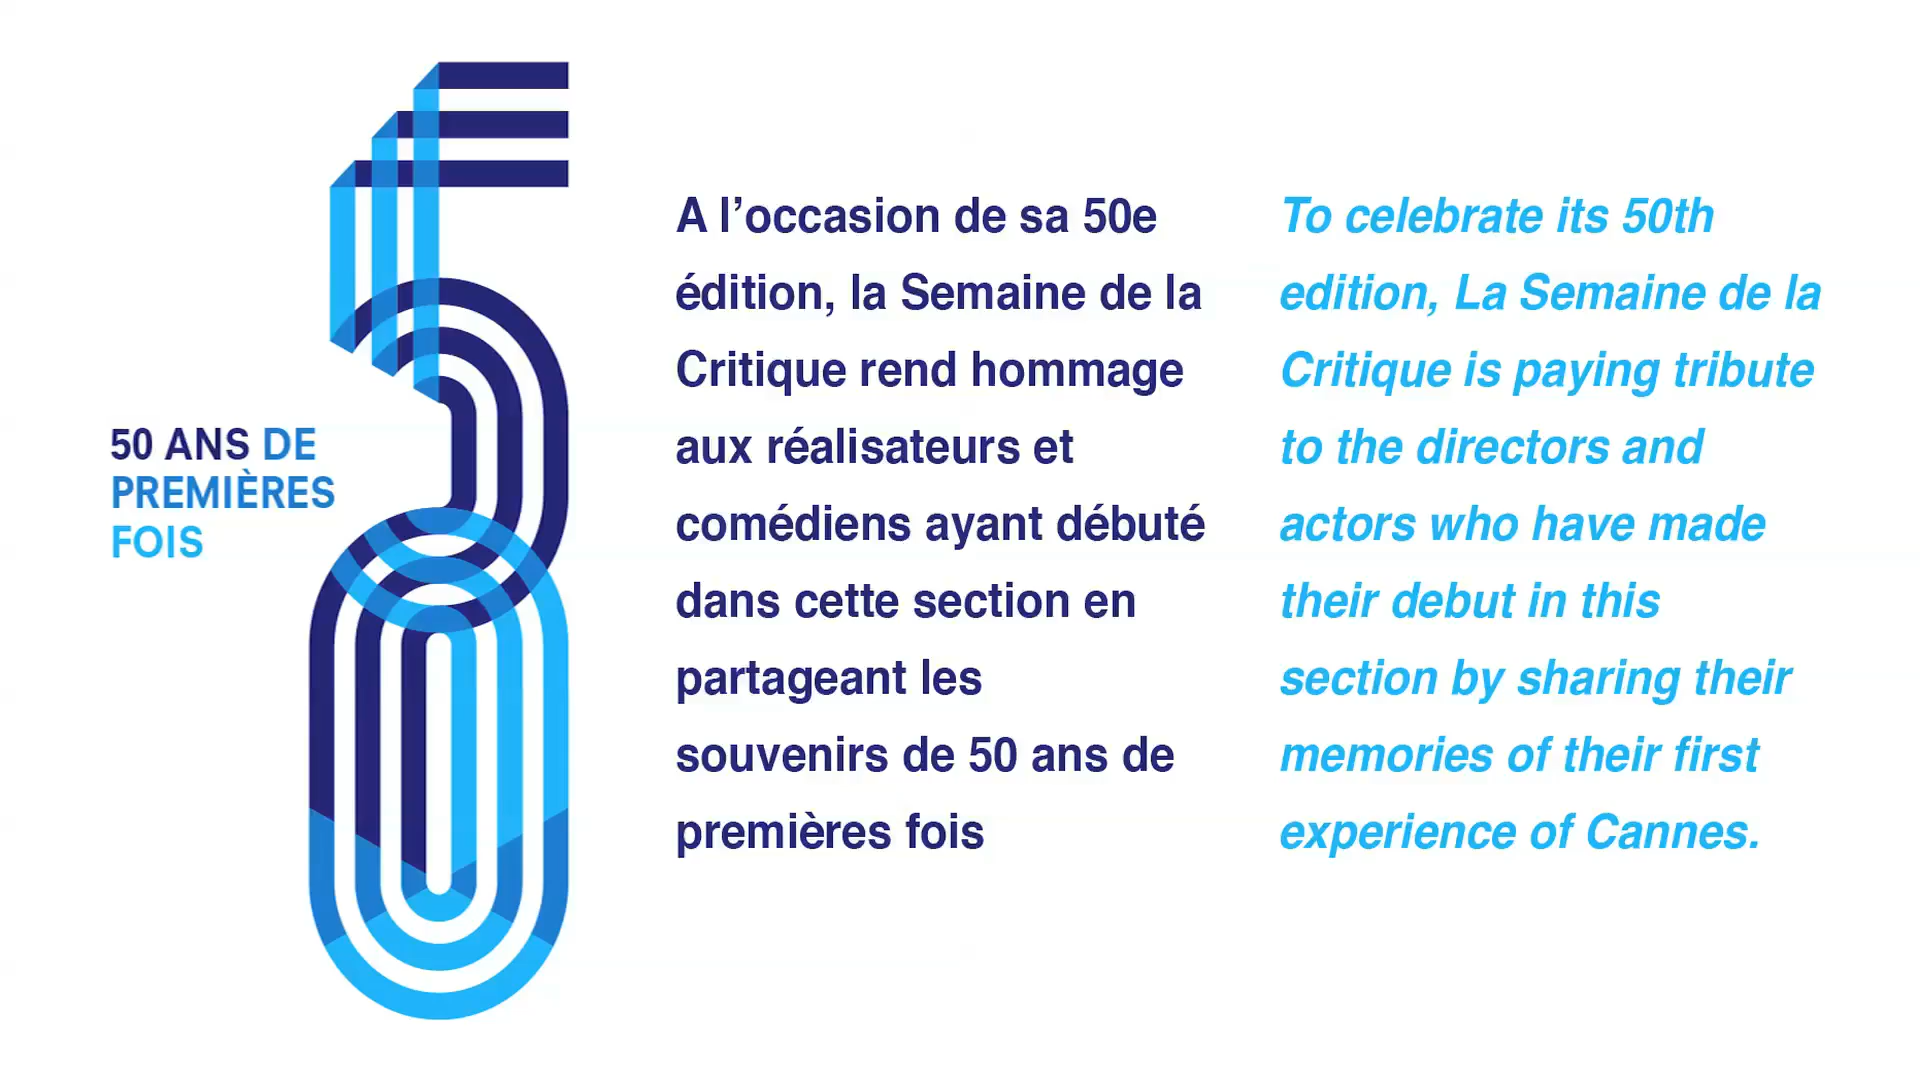 50 ANS DE
PREMIÈRES
FOIS
A l’occasion de sa 50e
édition, la Semaine de la
Critique rend hommage
aux réalisateurs et
comédiens ayant débuté
dans cette section en
partageant les
souvenirs de 50 ans de
premières fois
To celebrate its 50th
edition, La Semaine de la
Critique is paying tribute
to the directors and
actors who have made
their debut in this
section by sharing their
memories of their first
experience of Cannes.